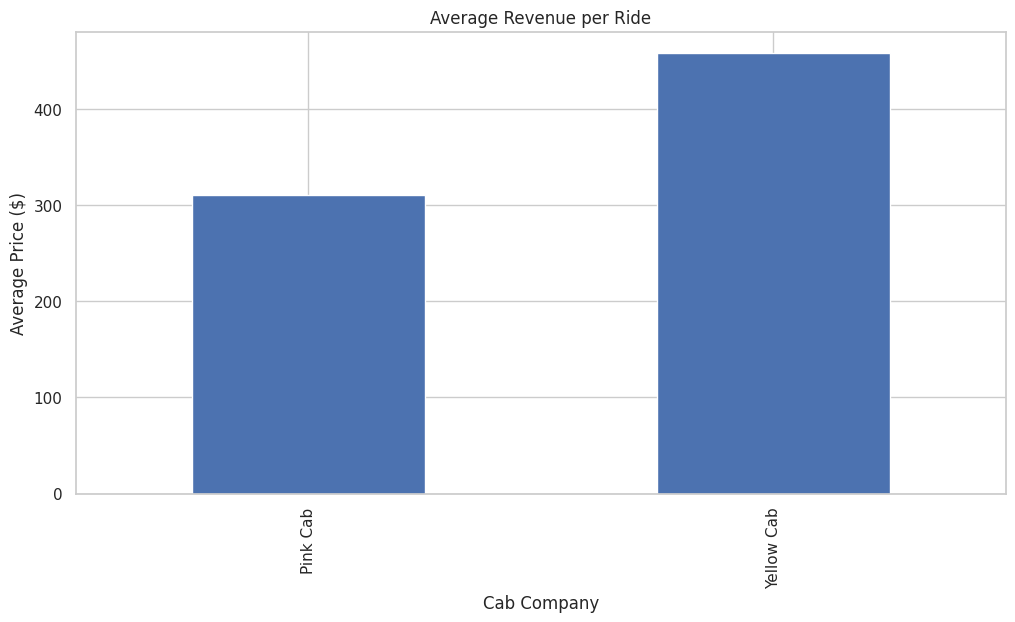 Average Revenue per Ride
Average Price ($)
400
300
200
100
0
Pink Cab
Yellow Cab
Cab Company